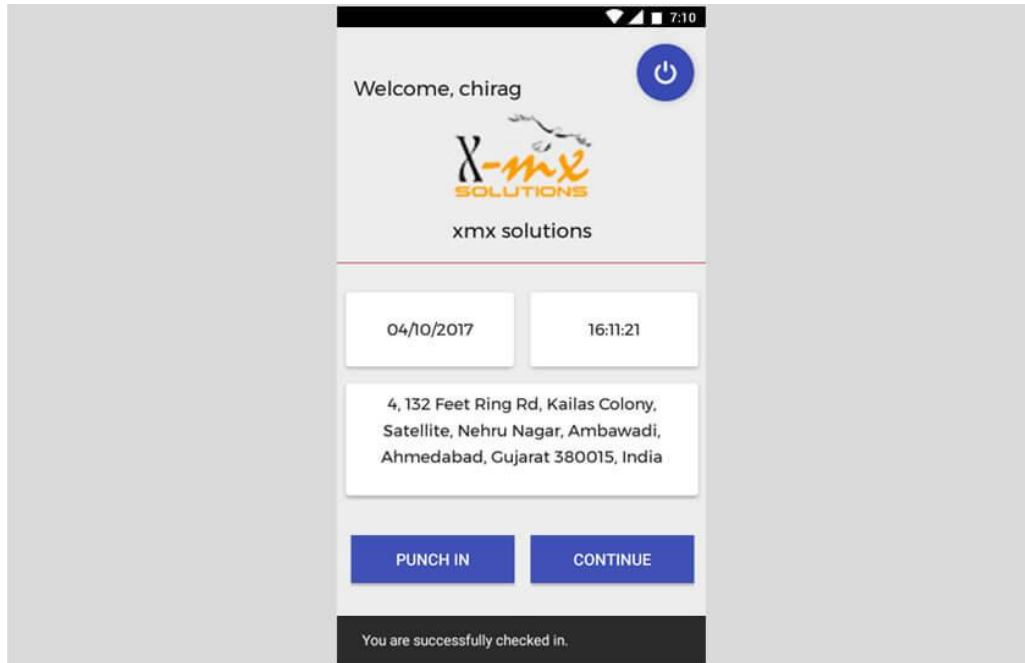 7:10
Welcome, chirag
X-mx
SOLUTIONS
xmx solutions
04/10/2017
16:11:21
4, 132 Feet Ring Rd, Kailas Colony,
Satellite, Nehru Nagar, Ambawadi,
Ahmedabad, Gujarat 380015, India
PUNCH IN
CONTINUE
You are successfully checked in.